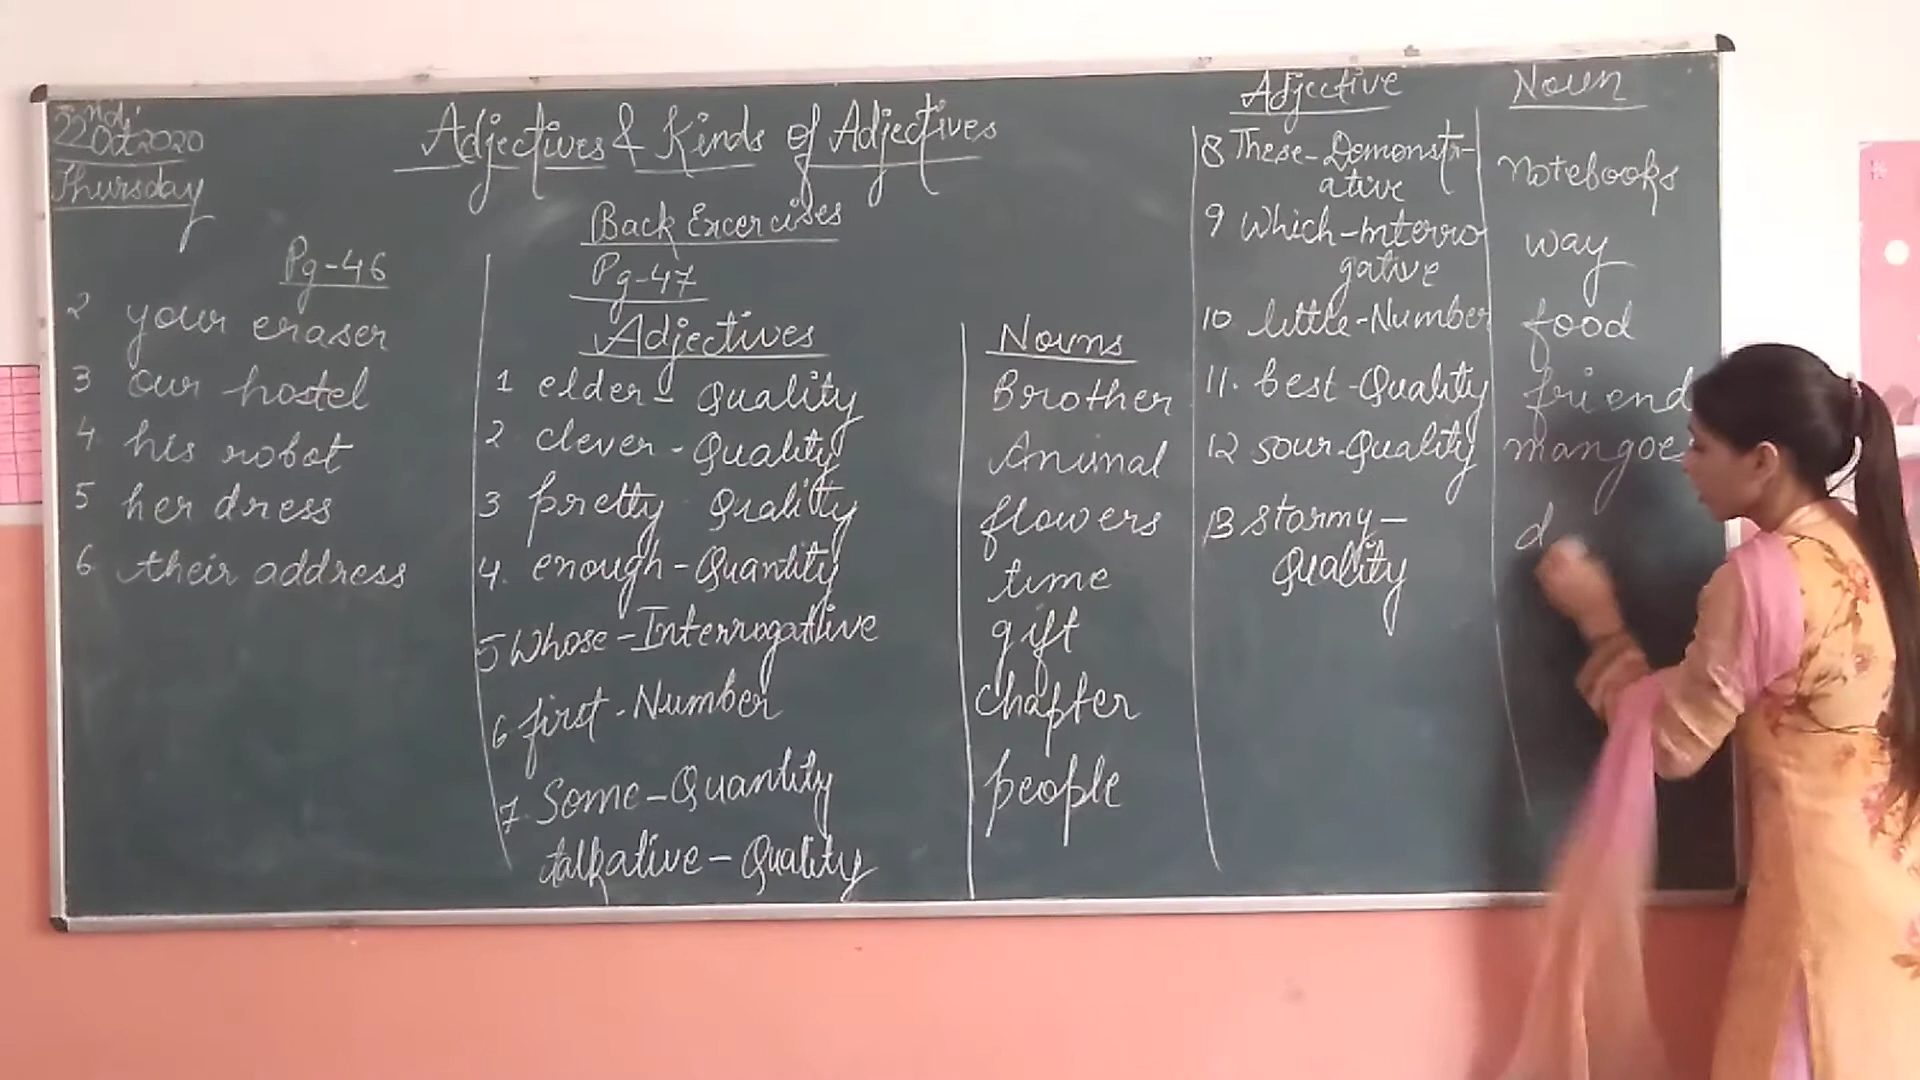 22nd Oct 2020
Thursday
Adjectives & Kinds of Adjectives
Back Excercises
Pg-46
2 your eraser
3 our hostel
4 his robot
5 her dress
6 their address
Pg-47
Adjectives
Nouns
1 elder - Quality Brother
2 clever - Quality Animal
3 pretty Quality flowers
4. enough - Quantity time
5 Whose - Interrogative gift
6 first - Number chapter
7. Some - Quantity people
talkative - Quality
Adjective Noun
8 These - Demonstr-
ative notebooks
9 Which - Interro
gative way
10. little - Number food
11. best - Quality friend
12 sour - Quality mangoes
13 stormy - d
Quality